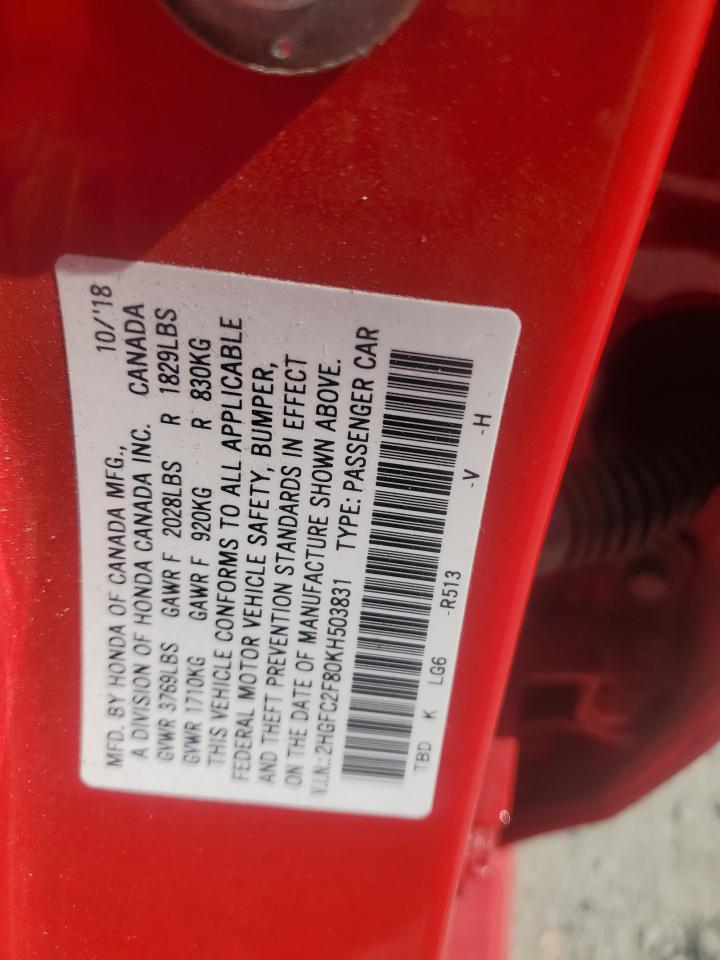 MFD. BY HONDA OF CANADA MFG., 10/'18
A DIVISION OF HONDA CANADA INC. CANADA
GVWR 3769LBS GAWR F 2028LBS R 1829LBS
GVWR 1710KG GAWR F 920KG R 830KG
THIS VEHICLE CONFORMS TO ALL APPLICABLE
FEDERAL MOTOR VEHICLE SAFETY, BUMPER,
AND THEFT PREVENTION STANDARDS IN EFFECT
ON THE DATE OF MANUFACTURE SHOWN ABOVE.
V.I.N.:2HGFC2F80KH503831 TYPE: PASSENGER CAR
TBD K LG6 -R513 -V -H